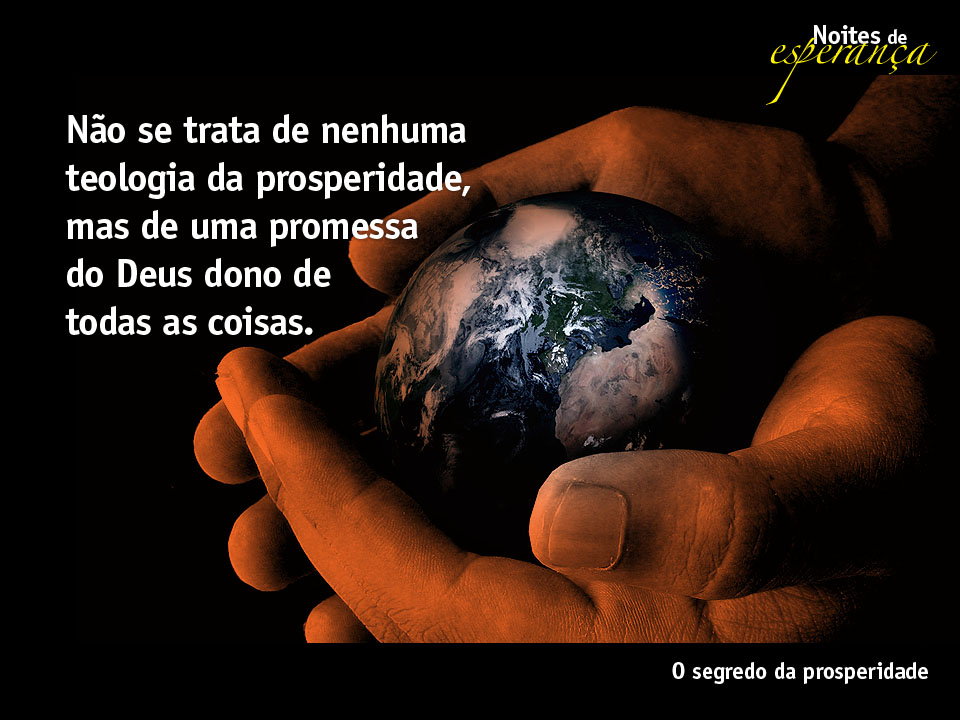 Noites de
esperança
Não se trata de nenhuma
teologia da prosperidade,
mas de uma promessa
do Deus dono de
todas as coisas.
O segredo da prosperidade